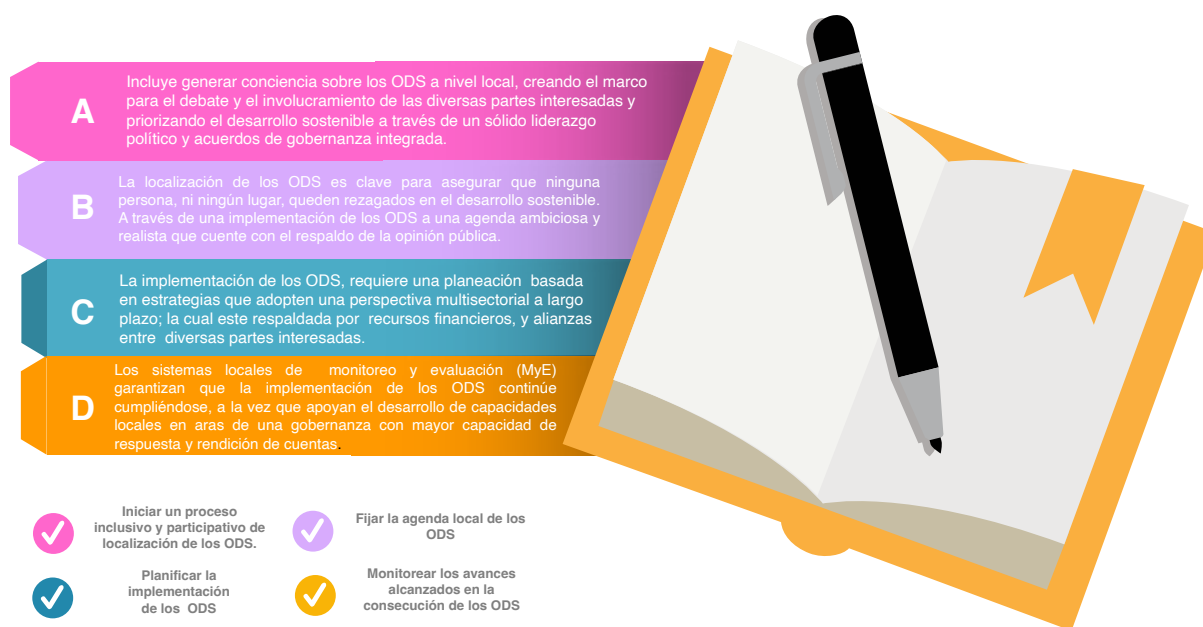 A
Incluye generar conciencia sobre los ODS a nivel local, creando el marco
para el debate y el involucramiento de las diversas partes interesadas y
priorizando el desarrollo sostenible a través de un sólido liderazgo
político y acuerdos de gobernanza integrada.
B
La localización de los ODS es clave para asegurar que ninguna
persona, ni ningún lugar, queden rezagados en el desarrollo sostenible.
A través de una implementación de los ODS a una agenda ambiciosa y
realista que cuente con el respaldo de la opinión pública.
C
La implementación de los ODS, requiere una planeación basada
en estrategias que adopten una perspectiva multisectorial a largo
plazo; la cual este respaldada por recursos financieros, y alianzas
entre diversas partes interesadas.
D
Los sistemas locales de monitoreo y evaluación (MyE)
garantizan que la implementación de los ODS continúe
cumpliéndose, a la vez que apoyan el desarrollo de capacidades
locales en aras de una gobernanza con mayor capacidad de
respuesta y rendición de cuentas.
Iniciar un proceso
inclusivo y participativo de
localización de los ODS.
Fijar la agenda local de los
ODS
Planificar la
implementación
de los ODS
Monitorear los avances
alcanzados en la
consecución de los ODS